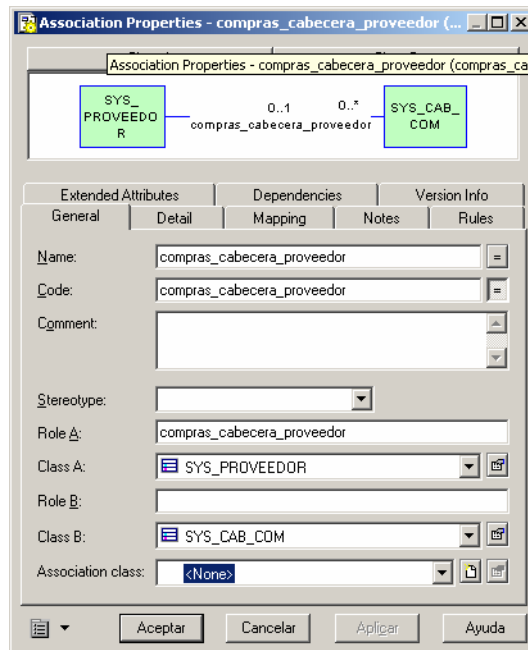 Association Properties - compras_cabecera_proveedor (...
Association Properties - compras_cabecera_proveedor (compras_ca
SYS_
PROVEEDO
R
0..1
0..*
compras_cabecera_proveedor
SYS_CAB_
COM
Extended Attributes
Dependencies
Version Info
General
Detail
Mapping
Notes
Rules
Name:
compras_cabecera_proveedor
=
Code:
compras_cabecera_proveedor
=
Comment:
Stereotype:
Role A:
compras_cabecera_proveedor
Class A:
SYS_PROVEEDOR
Role B:
Class B:
SYS_CAB_COM
Association class:
<None>
Aceptar
Cancelar
Aplicar
Ayuda